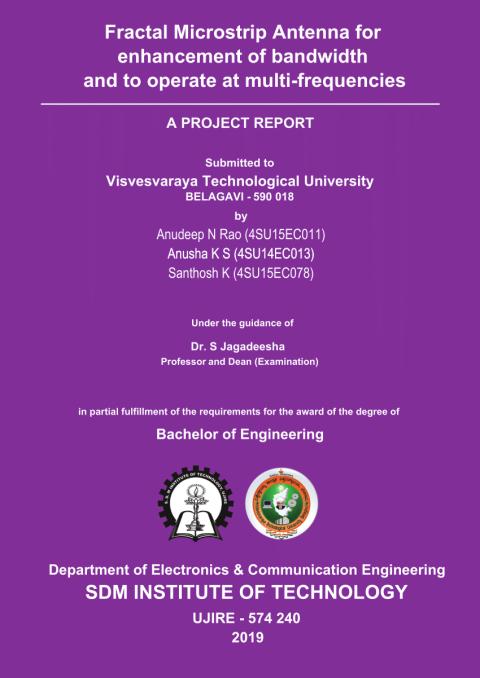 Fractal Microstrip Antenna for
enhancement of bandwidth
and to operate at multi-frequencies
A PROJECT REPORT
Submitted to
Visvesvaraya Technological University
BELAGAVI - 590 018
by
Anudeep N Rao (4SU15EC011)
Anusha K S (4SU14EC013)
Santhosh K (4SU15EC078)
Under the guidance of
Dr. S Jagadeesha
Professor and Dean (Examination)
in partial fulfillment of the requirements for the award of the degree of
Bachelor of Engineering
Department of Electronics & Communication Engineering
SDM INSTITUTE OF TECHNOLOGY
UJIRE - 574 240
2019